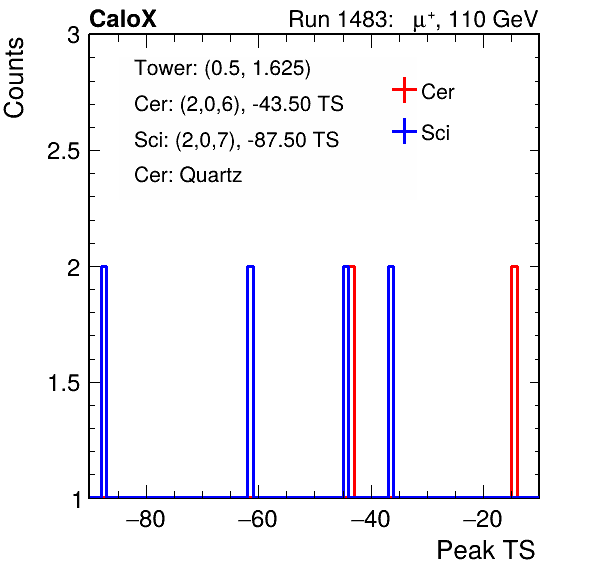 CaloX Run 1483: μ⁺, 110 GeV
Counts
3
2.5
2
1.5
1
Tower: (0.5, 1.625)
Cer: (2,0,6), -43.50 TS
Sci: (2,0,7), -87.50 TS
Cer: Quartz
Cer
Sci
−80 −60 −40 −20
Peak TS